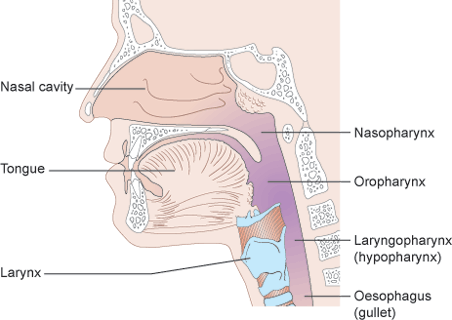 Nasal cavity
Nasopharynx
Tongue
Oropharynx
Laryngopharynx
(hypopharynx)
Larynx
Oesophagus
(gullet)